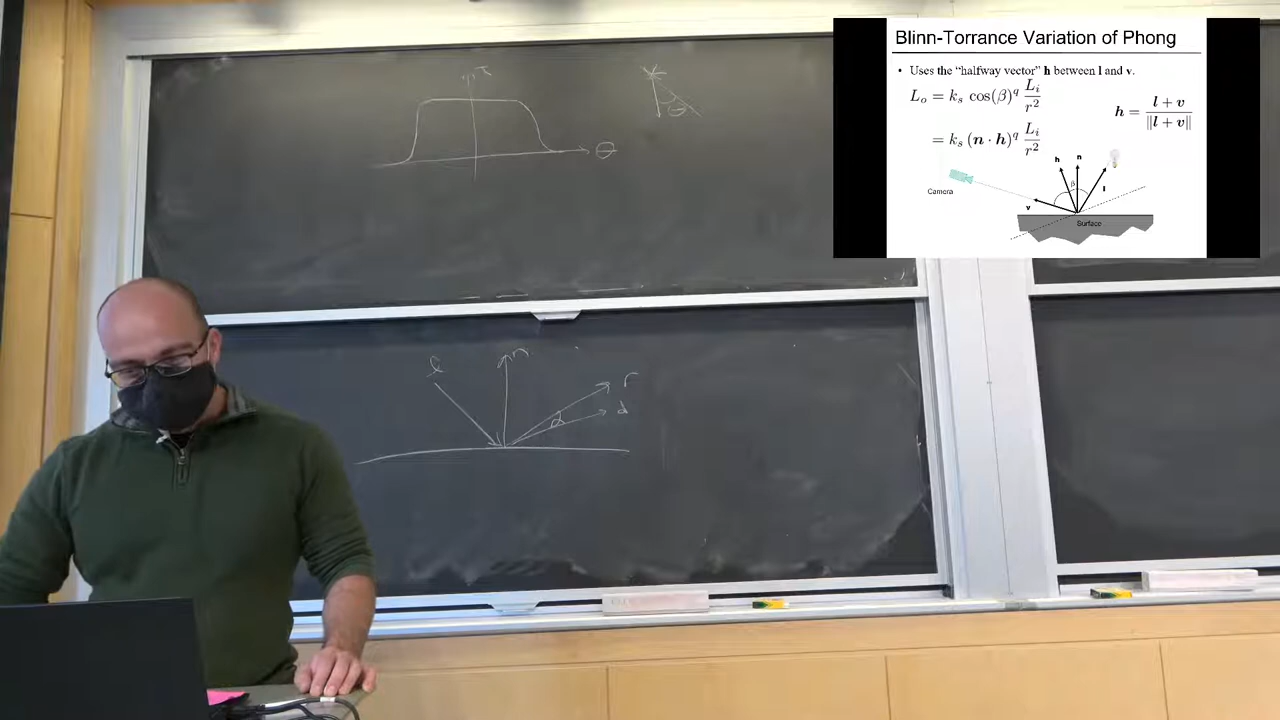 Blinn-Torrance Variation of Phong
• Uses the “halfway vector” h between l and v.
L_o = k_s cos(β)^q L_i / r^2
= k_s (n · h)^q L_i / r^2
h = l + v / ‖l + v‖
h
n
β
l
v
Camera
Surface
θ
θ
l
n
r
α